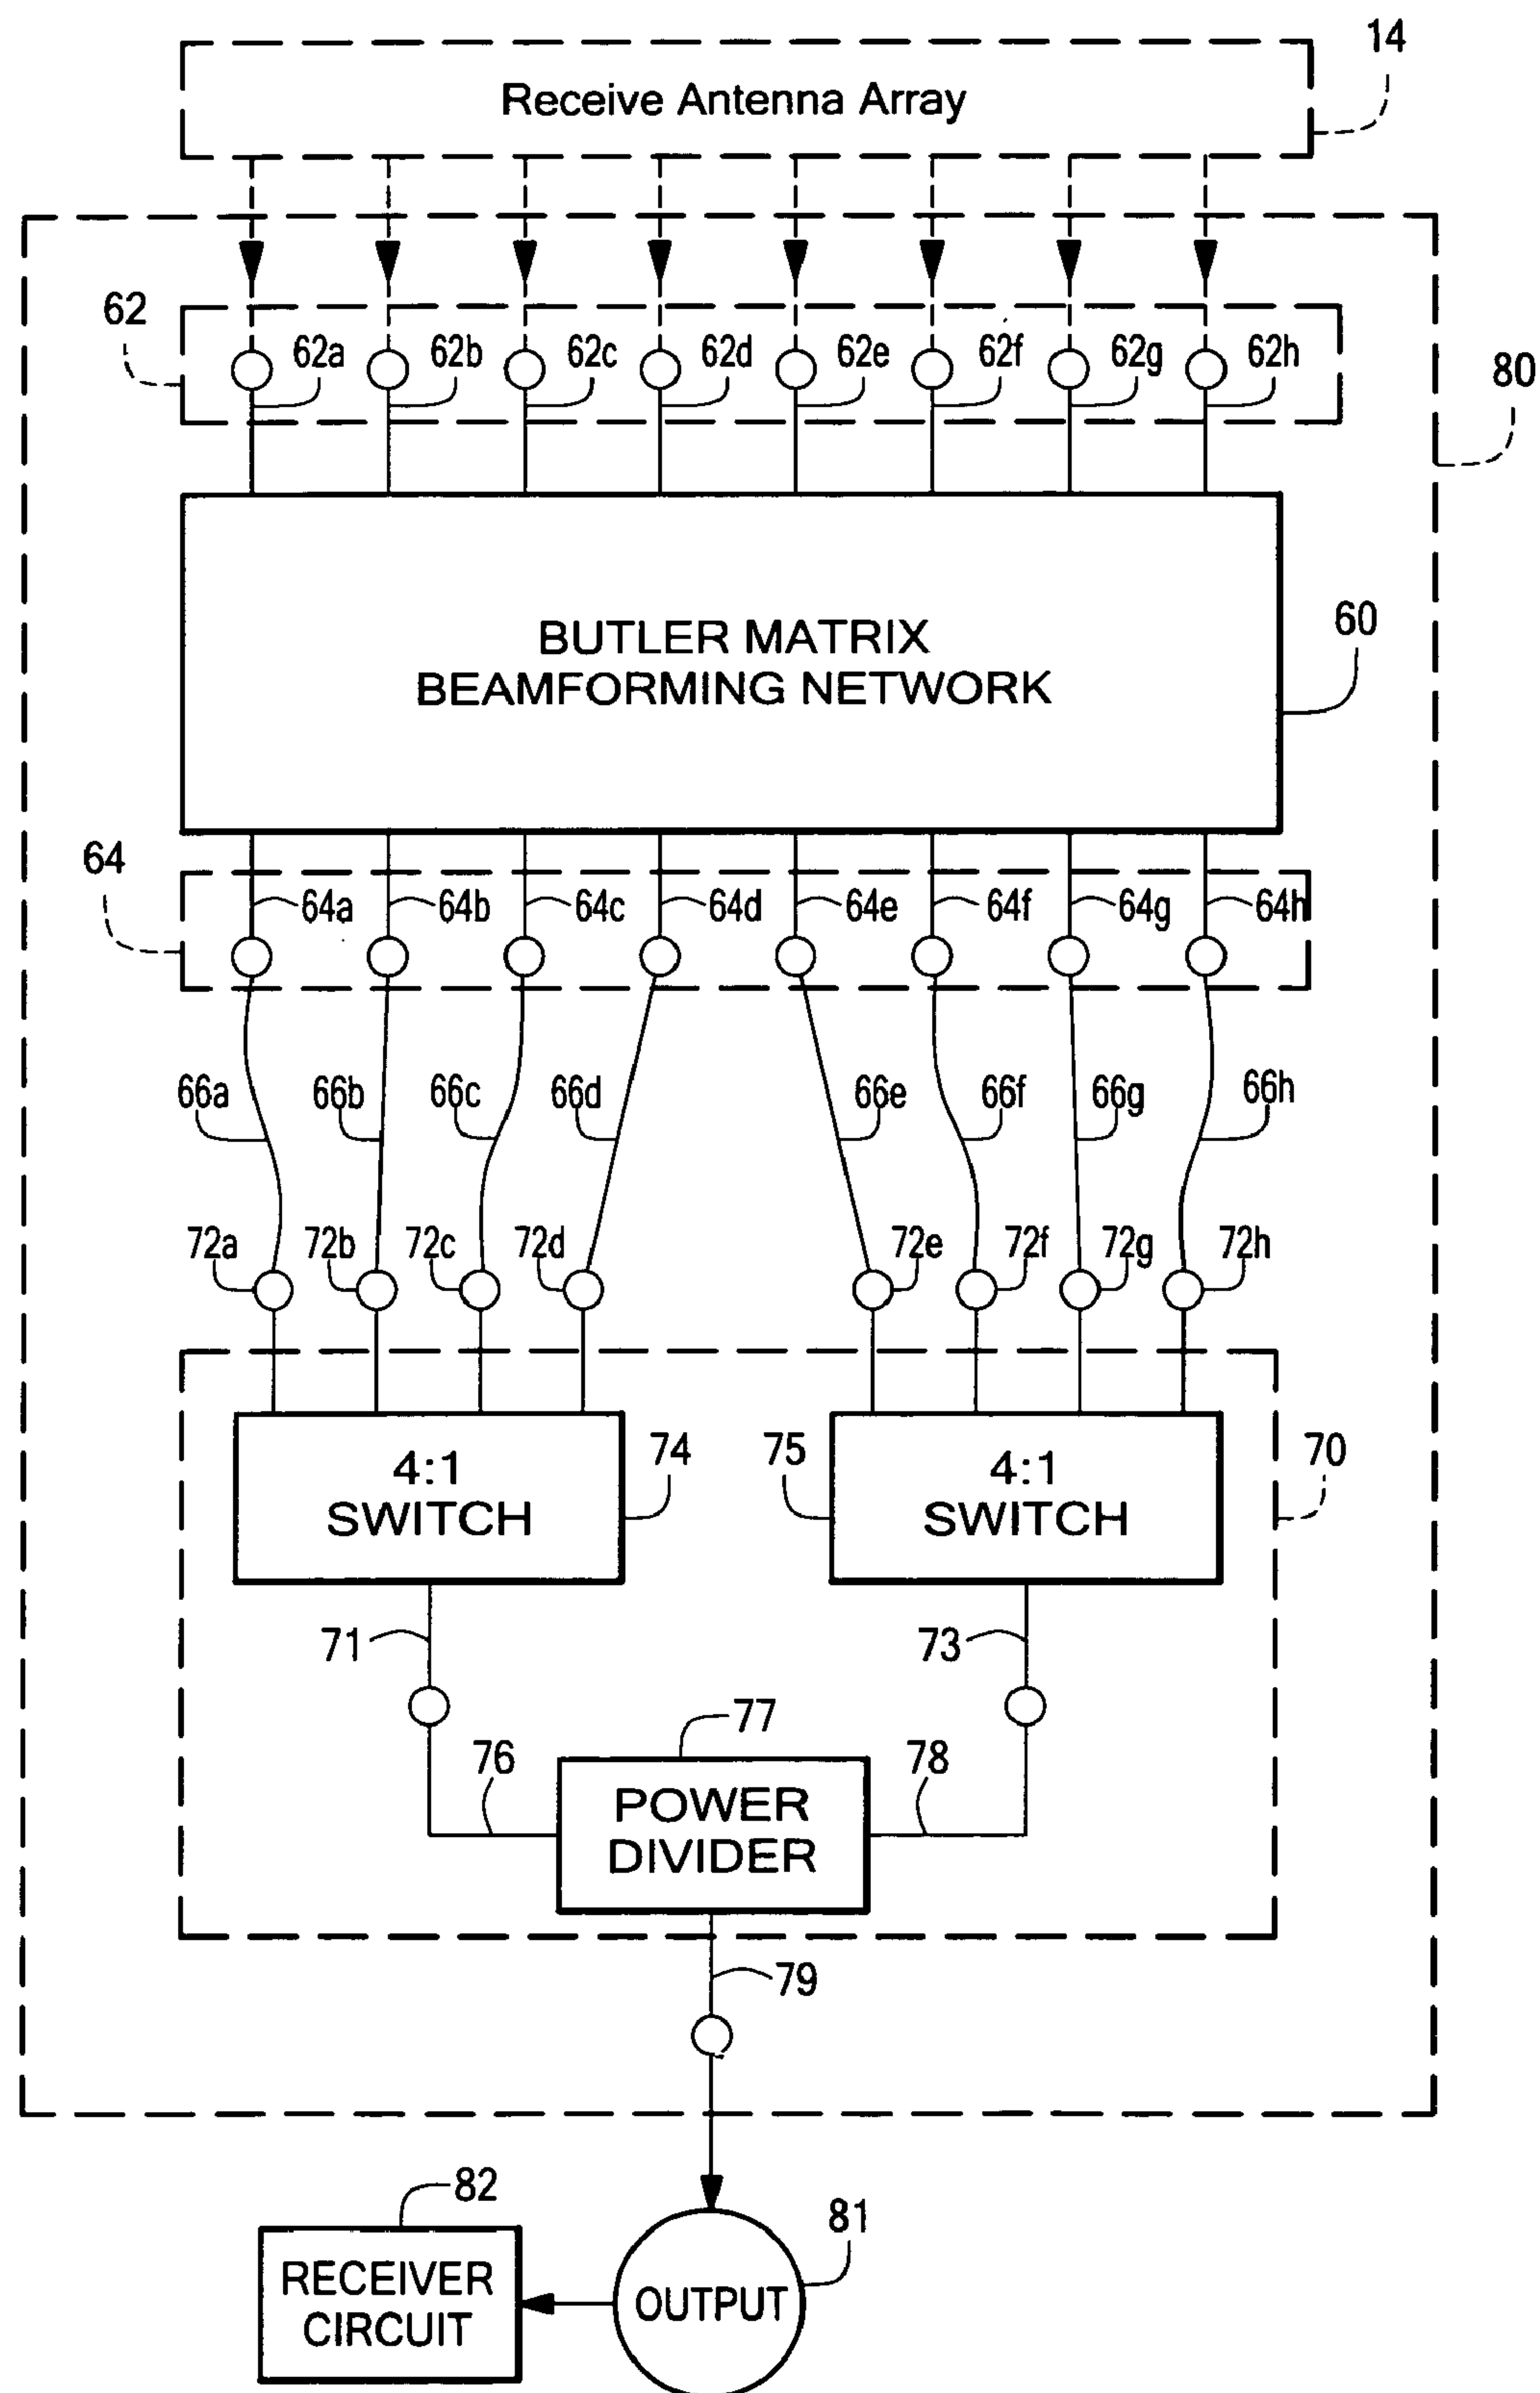 14
Receive Antenna Array
62
62a 62b 62c 62d 62e 62f 62g 62h
80
BUTLER MATRIX
BEAMFORMING NETWORK
60
64
64a 64b 64c 64d 64e 64f 64g 64h
66a 66b 66c 66d 66e 66f 66g 66h
72a 72b 72c 72d 72e 72f 72g 72h
4:1
SWITCH
74
75
4:1
SWITCH
70
71
73
77
76
78
POWER
DIVIDER
79
82
81
RECEIVER
CIRCUIT
OUTPUT